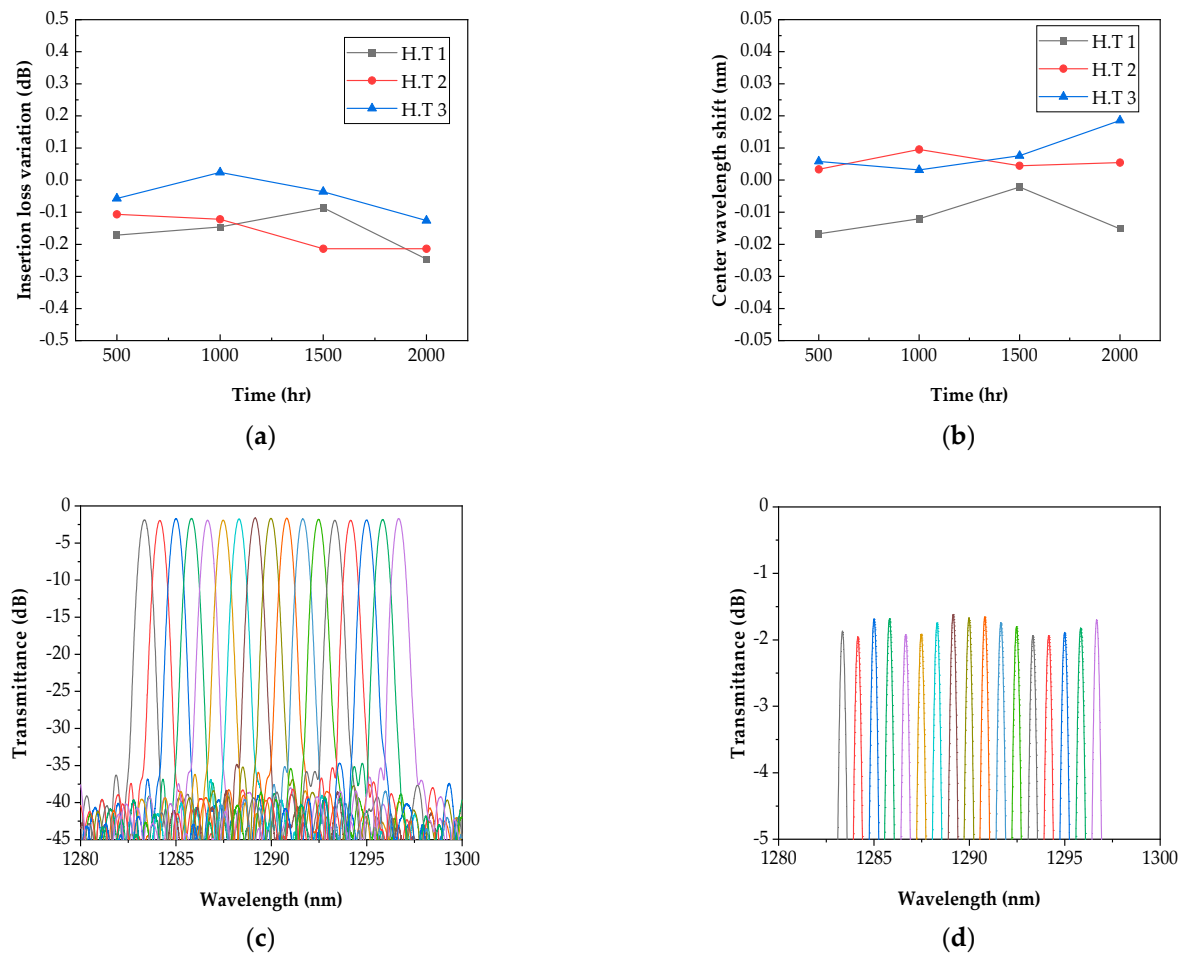 0.5
0.4
0.3
0.2
0.1
0.0
-0.1
-0.2
-0.3
-0.4
-0.5
Insertion loss variation (dB)
H.T 1
H.T 2
H.T 3
500 1000 1500 2000
Time (hr)
(a)
0.05
0.04
0.03
0.02
0.01
0.00
-0.01
-0.02
-0.03
-0.04
-0.05
Center wavelength shift (nm)
H.T 1
H.T 2
H.T 3
500 1000 1500 2000
Time (hr)
(b)
0
-5
-10
-15
-20
-25
-30
-35
-40
-45
Transmittance (dB)
1280 1285 1290 1295 1300
Wavelength (nm)
(c)
0
-1
-2
-3
-4
-5
Transmittance (dB)
1280 1285 1290 1295 1300
Wavelength (nm)
(d)